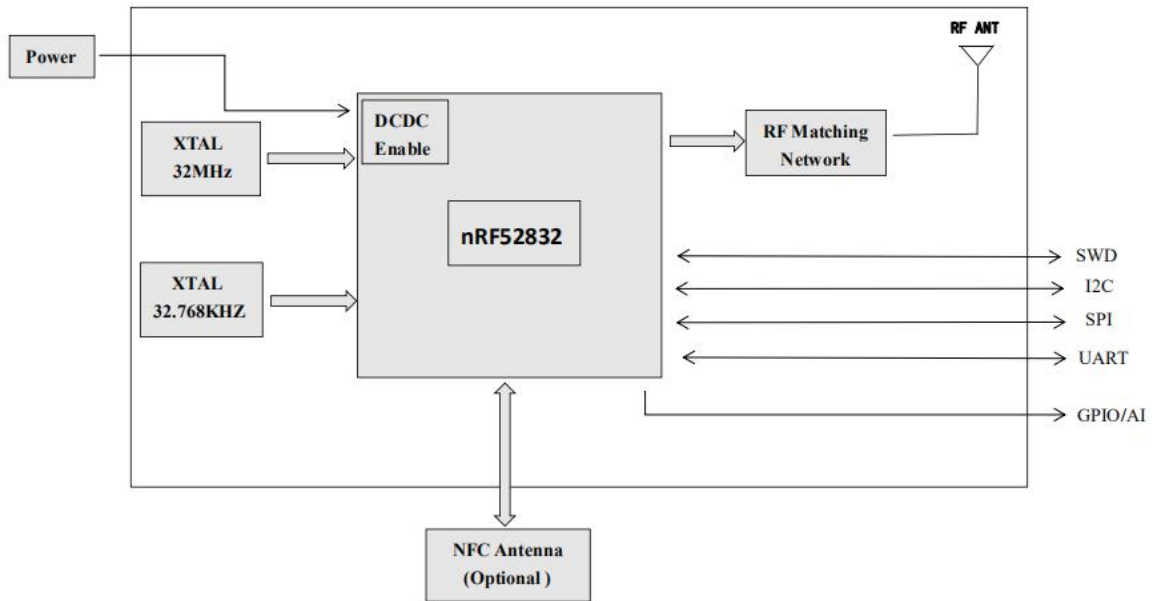 RF ANT
Power
DCDC
Enable
XTAL
32MHz
RF Matching
Network
nRF52832
XTAL
32.768KHZ
SWD
I2C
SPI
UART
GPIO/AI
NFC Antenna
(Optional )